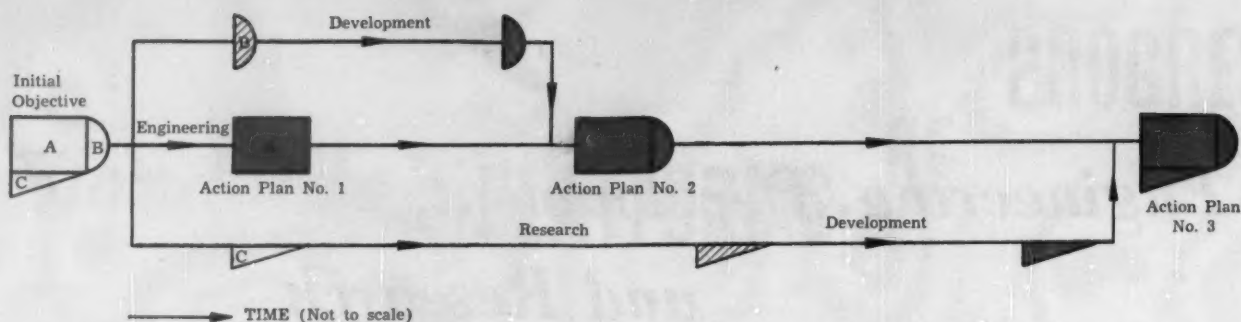 Development
B
Initial
Objective
Engineering
A
B
C
Action Plan No. 1
Action Plan No. 2
Action Plan
No. 3
Research
Development
C
TIME (Not to scale)